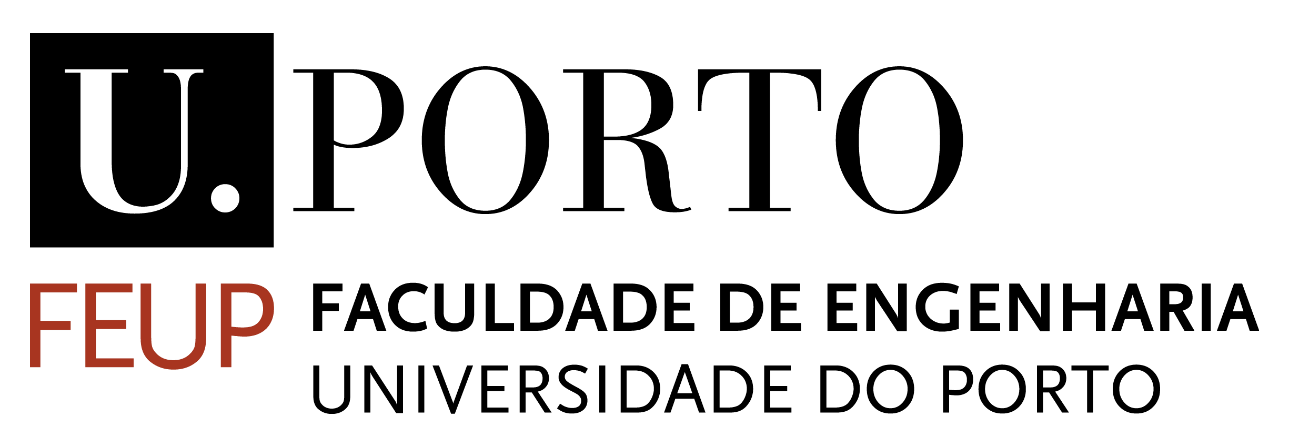 U.PORTO
FEUP FACULDADE DE ENGENHARIA
UNIVERSIDADE DO PORTO